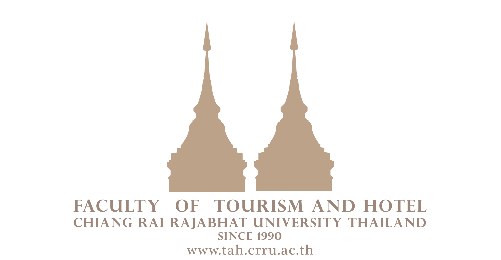 FACULTY OF TOURISM AND HOTEL
CHIANG RAI RAJABHAT UNIVERSITY THAILAND
SINCE 1990
www.tah.crru.ac.th